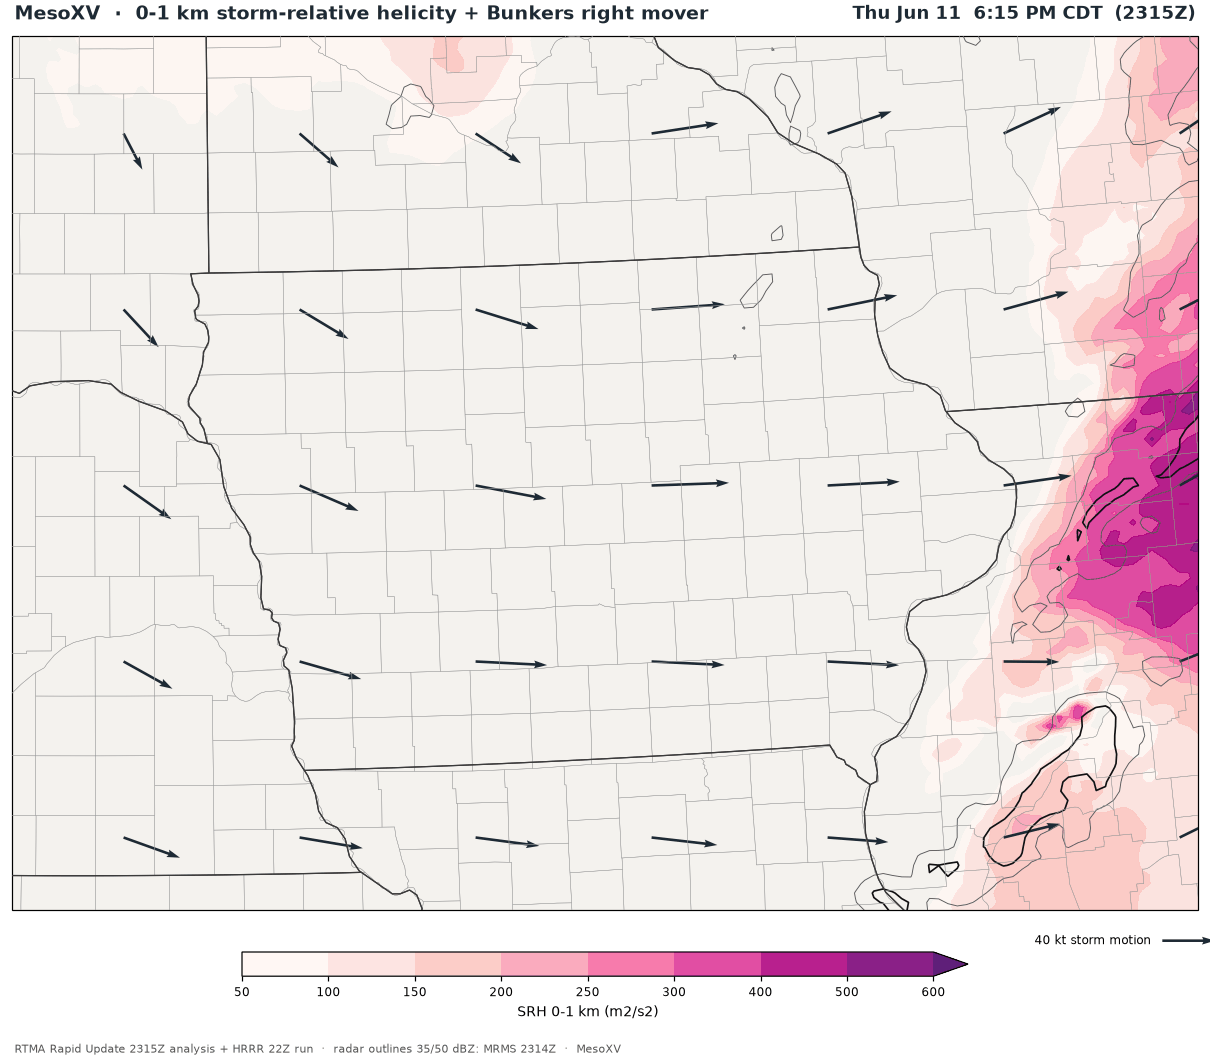 MesoXV · 0-1 km storm-relative helicity + Bunkers right mover
Thu Jun 11 6:15 PM CDT (2315Z)
40 kt storm motion
50 100 150 200 250 300 400 500 600
SRH 0-1 km (m2/s2)
RTMA Rapid Update 2315Z analysis + HRRR 22Z run · radar outlines 35/50 dBZ: MRMS 2314Z · MesoXV